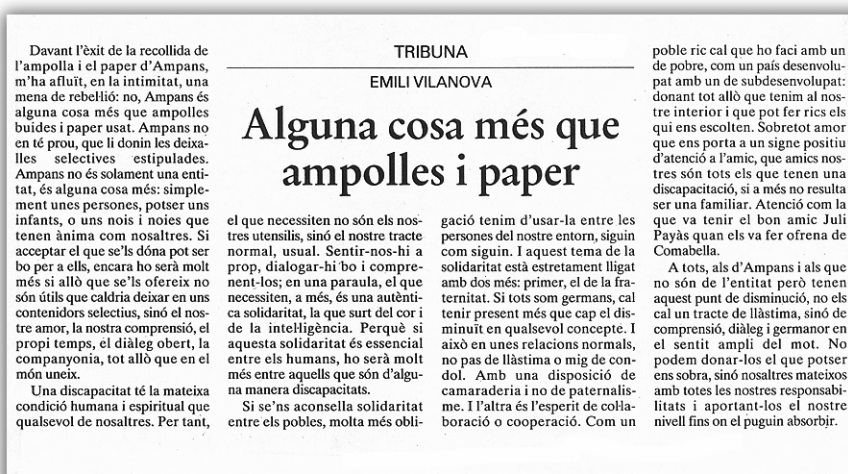 TRIBUNA
EMILI VILANOVA
Alguna cosa més que
ampolles i paper
Davant l'èxit de la recollida de
l'ampolla i el paper d'Ampans,
m'ha afluït, en la intimitat, una
mena de rebel·lió: no, Ampans és
alguna cosa més que ampolles
buides i paper usat. Ampans no
en té prou, que li donin les deixa-
lles selectives estipulades.
Ampans no és solament una enti-
tat, és alguna cosa més: simple-
ment unes persones, potser uns
infants, o uns nois i noies que
tenen ànima com nosaltres. Si
acceptar el que se'ls dóna pot ser
bo per a ells, encara ho serà molt
més si allò que se'ls ofereix no
són útils que caldria deixar en uns
contenidors selectius, sinó el nos-
tre amor, la nostra comprensió, el
propi temps, el diàleg obert, la
companyonia, tot allò que en el
món uneix.
Una discapacitat té la mateixa
condició humana i espiritual que
qualsevol de nosaltres. Per tant,
el que necessiten no són els nos-
tres utensilis, sinó el nostre tracte
normal, usual. Sentir-nos-hi a
prop, dialogar-hi bo i compre-
nent-los; en una paraula, el que
necessiten, a més, és una autènti-
ca solidaritat, la que surt del cor i
de la intel·ligència. Perquè si
aquesta solidaritat és essencial
entre els humans, ho serà molt
més entre aquells que són d'algu-
na manera discapacitats.
Si se'ns aconsella solidaritat
entre els pobles, molta més obli-
gació tenim d'usar-la entre les
persones del nostre entorn, siguin
com siguin. I aquest tema de la
solidaritat està estretament lligat
amb dos més: primer, el de la fra-
ternitat. Si tots som germans, cal
tenir present més que cap el dis-
minuït en qualsevol concepte. I
això en unes relacions normals,
no pas de llàstima o mig de con-
dol. Amb una disposició de
camaraderia i no de paternalis-
me. I l'altra és l'esperit de col·la-
boració o cooperació. Com un
poble ric cal que ho faci amb un
de pobre, com un país desenvolu-
pat amb un de subdesenvolupat:
donant tot allò que tenim al nos-
tre interior i que pot fer rics els
qui ens escolten. Sobretot amor
que ens porta a un signe positiu
d'atenció a l'amic, que amics nos-
tres són tots els que tenen una
discapacitació, si a més no resulta
ser una familiar. Atenció com la
que va tenir el bon amic Juli
Payàs quan els va fer ofrena de
Comabella.
A tots, als d'Ampans i als que
no són de l'entitat però tenen
aquest punt de disminució, no els
cal un tracte de llàstima, sinó de
comprensió, diàleg i germanor en
el sentit ampli del mot. No
podem donar-los el que potser
ens sobra, sinó nosaltres mateixos
amb totes les nostres responsabi-
litats i aportant-los el nostre
nivell fins on el puguin absorbir.